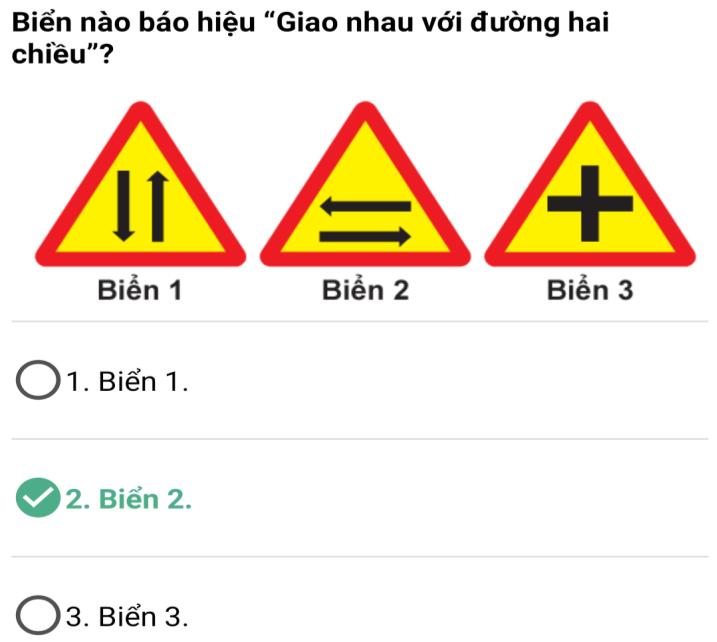 Biển nào báo hiệu “Giao nhau với đường hai
chiều”?
Biển 1
Biển 2
Biển 3
1. Biển 1.
2. Biển 2.
3. Biển 3.